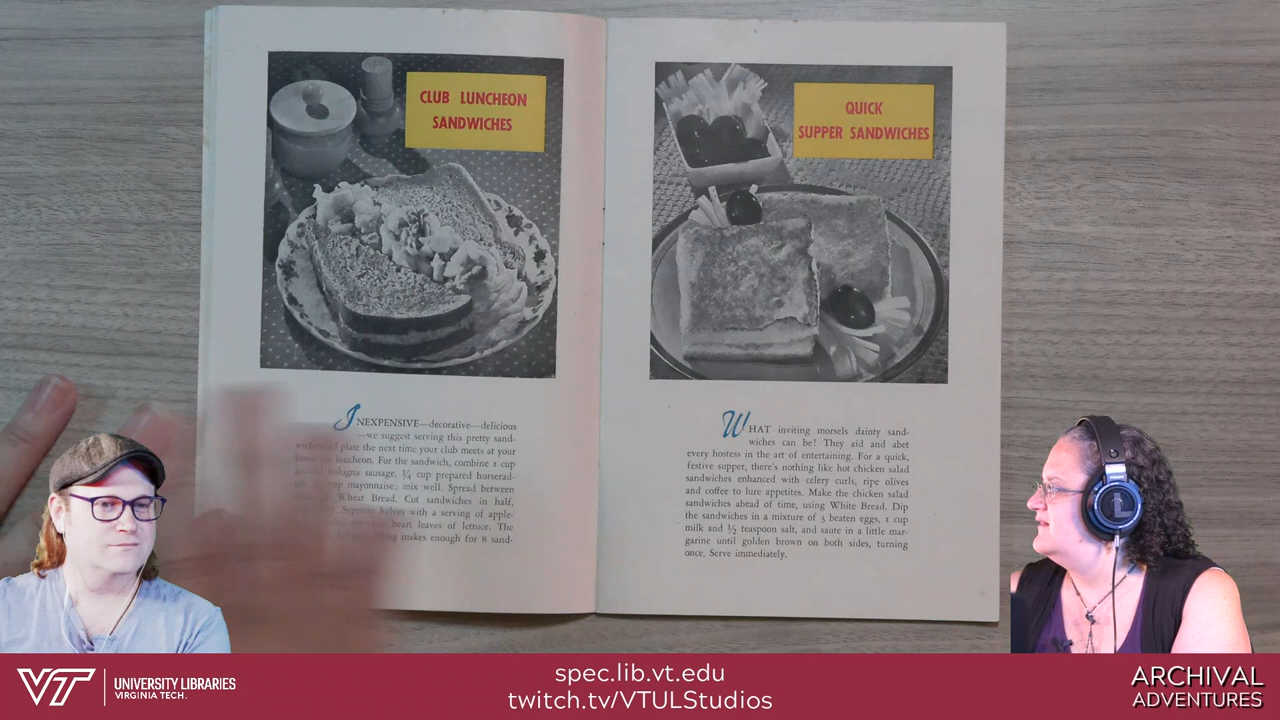 CLUB LUNCHEON
SANDWICHES
INEXPENSIVE—decorative—delicious
—we suggest serving this pretty sand-
plate the next time your club meets at your
luncheon. For the sandwich, combine 1 cup
bologna sausage, ¼ cup prepared horserad-
cup mayonnaise; mix well. Spread between
Wheat Bread. Cut sandwiches in half,
Separate halves with a serving of apple-
heart leaves of lettuce. The
makes enough for 8 sand-
QUICK
SUPPER SANDWICHES
WHAT inviting morsels dainty sand-
wiches can be! They aid and abet
every hostess in the art of entertaining. For a quick,
festive supper, there's nothing like hot chicken salad
sandwiches enhanced with celery curls, ripe olives
and coffee to lure appetites. Make the chicken salad
sandwiches ahead of time, using White Bread. Dip
the sandwiches in a mixture of 3 beaten eggs, 1 cup
milk and ½ teaspoon salt, and saute in a little mar-
garine until golden brown on both sides, turning
once. Serve immediately.
VT UNIVERSITY LIBRARIES
VIRGINIA TECH.
spec.lib.vt.edu
twitch.tv/VTULStudios
ARCHIVAL
ADVENTURES